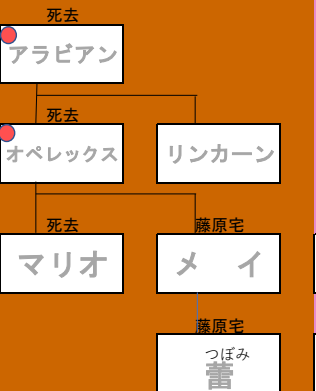 死去
アラビアン
死去
オペレックス
リンカーン
死去
藤原宅
マリオ
メ イ
藤原宅
つぼみ
蕾